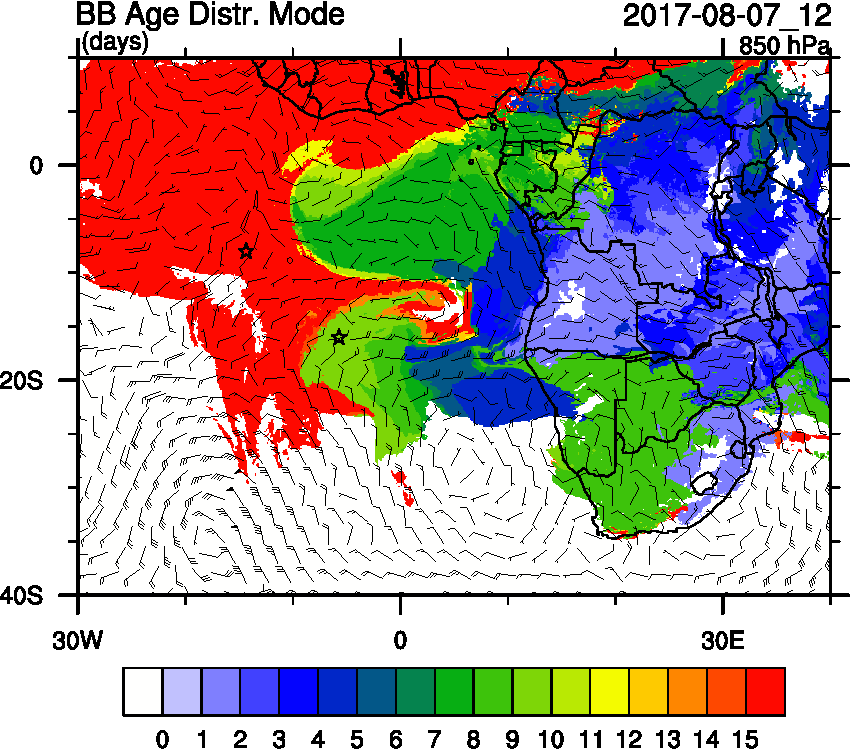 BB Age Distr. Mode 2017-08-07_12
(days) 850 hPa
0
20S
40S
30W 0 30E
0 1 2 3 4 5 6 7 8 9 10 11 12 13 14 15